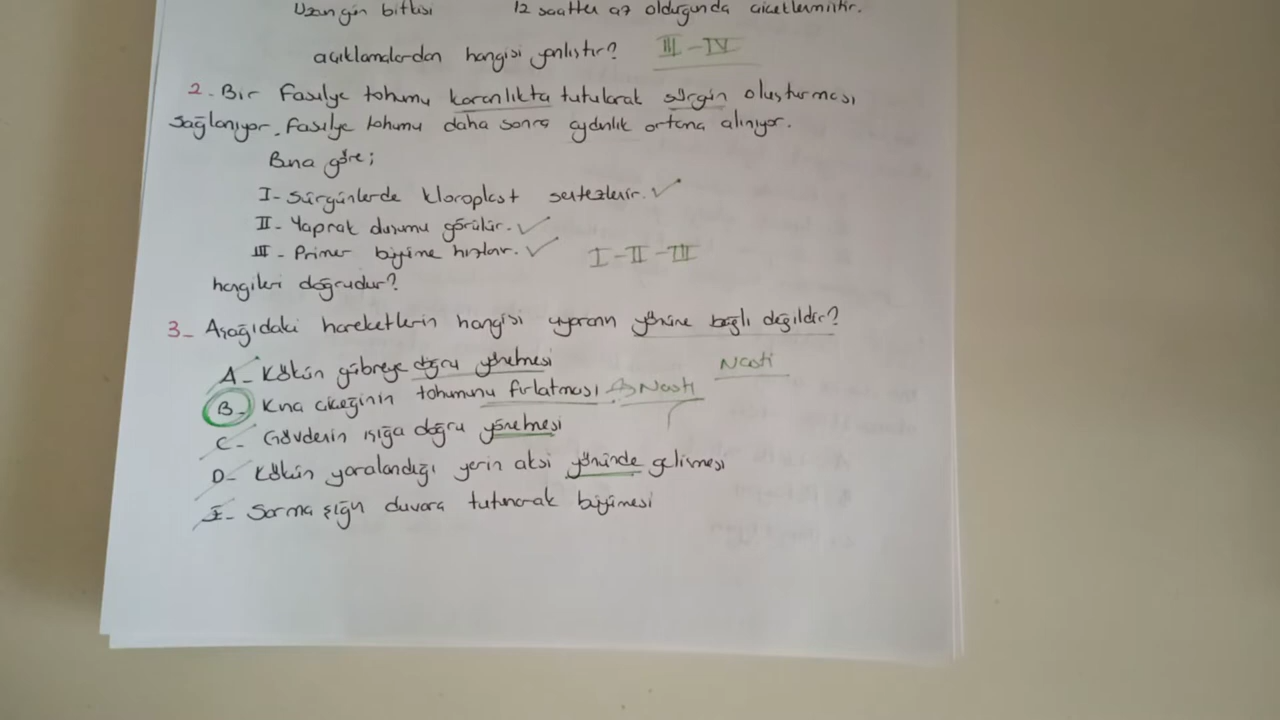 Uzun gün bitkisi 12 saatten az olduğunda çiçeklenmiştir.
açıklamalardan hangisi yanlıştır? III-IV
2- Bir Fasulye tohumu karanlıkta tutularak sürgün oluşturması
sağlanıyor. Fasulye tohumu daha sonra aydınlık ortama alınıyor.
Buna göre;
I- Sürgünlerde kloroplast sentezlenir. ✓
II- Yaprak durumu görülür. ✓
III- Primer büyüme hızlanır. ✓ I-II-III
hangileri doğrudur?
3- Aşağıdaki hareketlerin hangisi uyaranın yönüne bağlı değildir?
A- Kökün gübreye doğru yönelmesi Nasti
B- Kına çiçeğinin tohumunu fırlatması → Nasti
C- Gövdenin ışığa doğru yönelmesi
D- Kökün yaralandığı yerin aksi yönünde gelişmesi
E- Sarmaşığın duvara tutunarak büyümesi